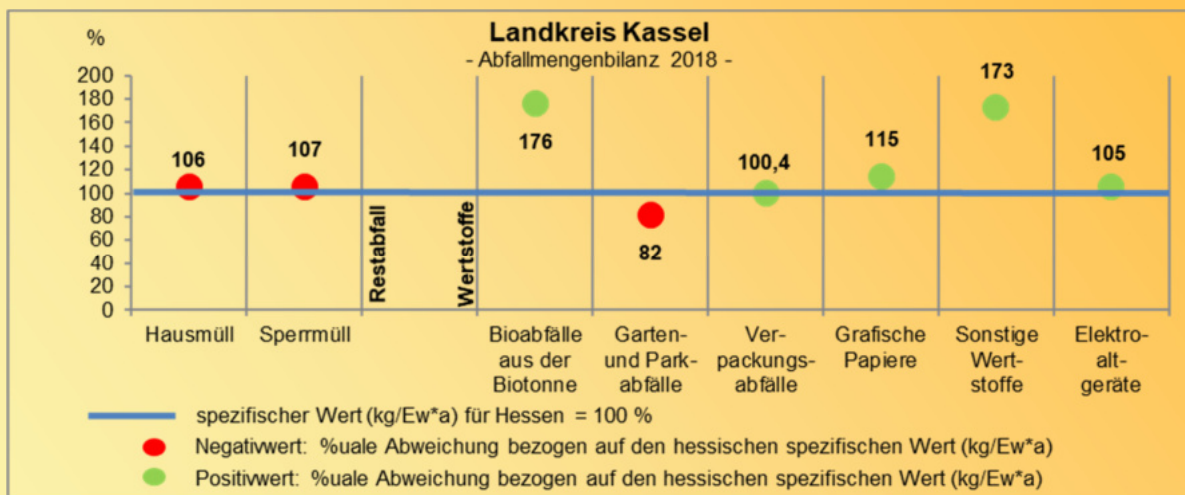 Landkreis Kassel
- Abfallmengenbilanz 2018 -
%
200
180
160
140
120
100
80
60
40
20
0
106
107
176
82
100,4
115
173
105
Restabfall
Wertstoffe
Hausmüll
Sperrmüll
Bioabfälle
aus der
Biotonne
Garten-
und Park-
abfälle
Ver-
packungs-
abfälle
Grafische
Papiere
Sonstige
Wert-
stoffe
Elektro-
alt-
geräte
spezifischer Wert (kg/Ew*a) für Hessen = 100 %
Negativwert: %uale Abweichung bezogen auf den hessischen spezifischen Wert (kg/Ew*a)
Positivwert: %uale Abweichung bezogen auf den hessischen spezifischen Wert (kg/Ew*a)